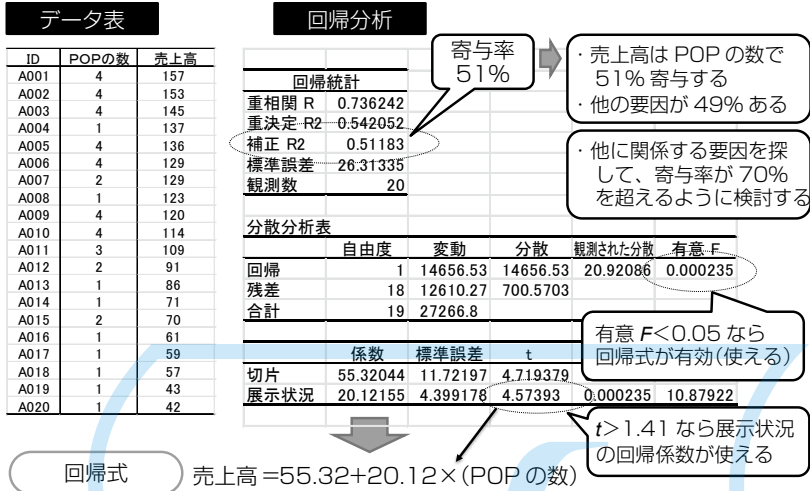 データ表
回帰分析
ID POPの数 売上高
A001 4 157
A002 4 153
A003 4 145
A004 1 137
A005 4 136
A006 4 129
A007 2 129
A008 1 123
A009 4 120
A010 4 114
A011 3 109
A012 2 91
A013 1 86
A014 1 71
A015 2 70
A016 1 61
A017 1 59
A018 1 57
A019 1 43
A020 1 42
回帰統計
重相関 R 0.736242
重決定 R2 0.542052
補正 R2 0.51183
標準誤差 26.31335
観測数 20
寄与率
51%
・売上高は POP の数で
51% 寄与する
・他の要因が 49% ある
・他に関係する要因を探
して、寄与率が 70%
を超えるように検討する
分散分析表
自由度 変動 分散 観測された分散 有意 F
回帰 1 14656.53 14656.53 20.92086 0.000235
残差 18 12610.27 700.5703
合計 19 27266.8
有意 F<0.05 なら
回帰式が有効(使える)
係数 標準誤差 t
切片 55.32044 11.72197 4.719379
展示状況 20.12155 4.399178 4.57393 0.000235 10.87922
t>1.41 なら展示状況
の回帰係数が使える
回帰式
売上高=55.32+20.12×(POP の数)